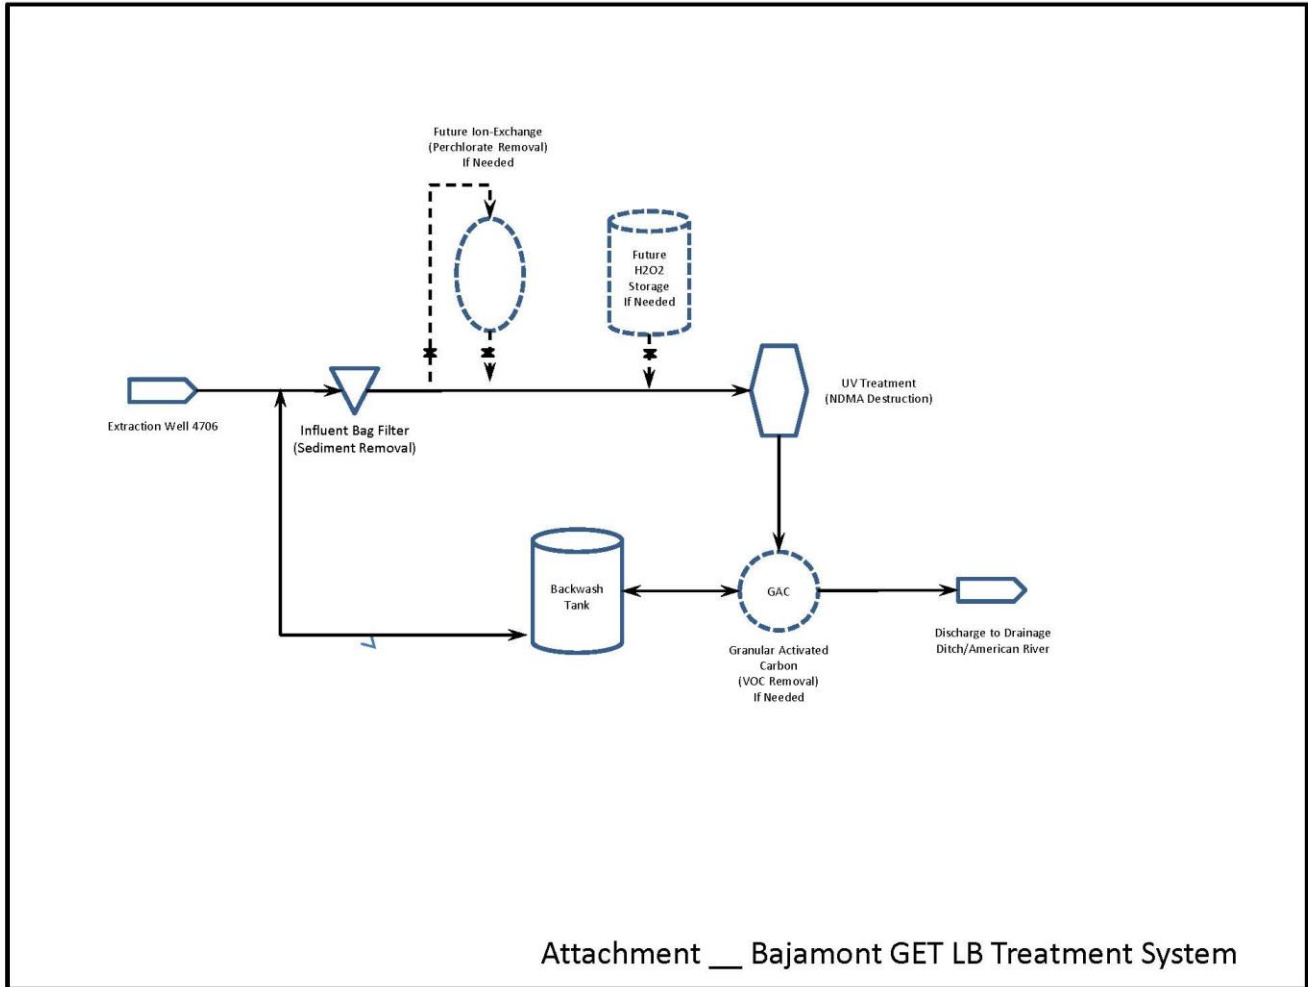 Future Ion-Exchange
(Perchlorate Removal)
If Needed
Future
H2O2
Storage
If Needed
UV Treatment
(NDMA Destruction)
Extraction Well 4706
Influent Bag Filter
(Sediment Removal)
Backwash
Tank
GAC
Granular Activated
Carbon
(VOC Removal)
If Needed
Discharge to Drainage
Ditch/American River
Attachment __ Bajamont GET LB Treatment System